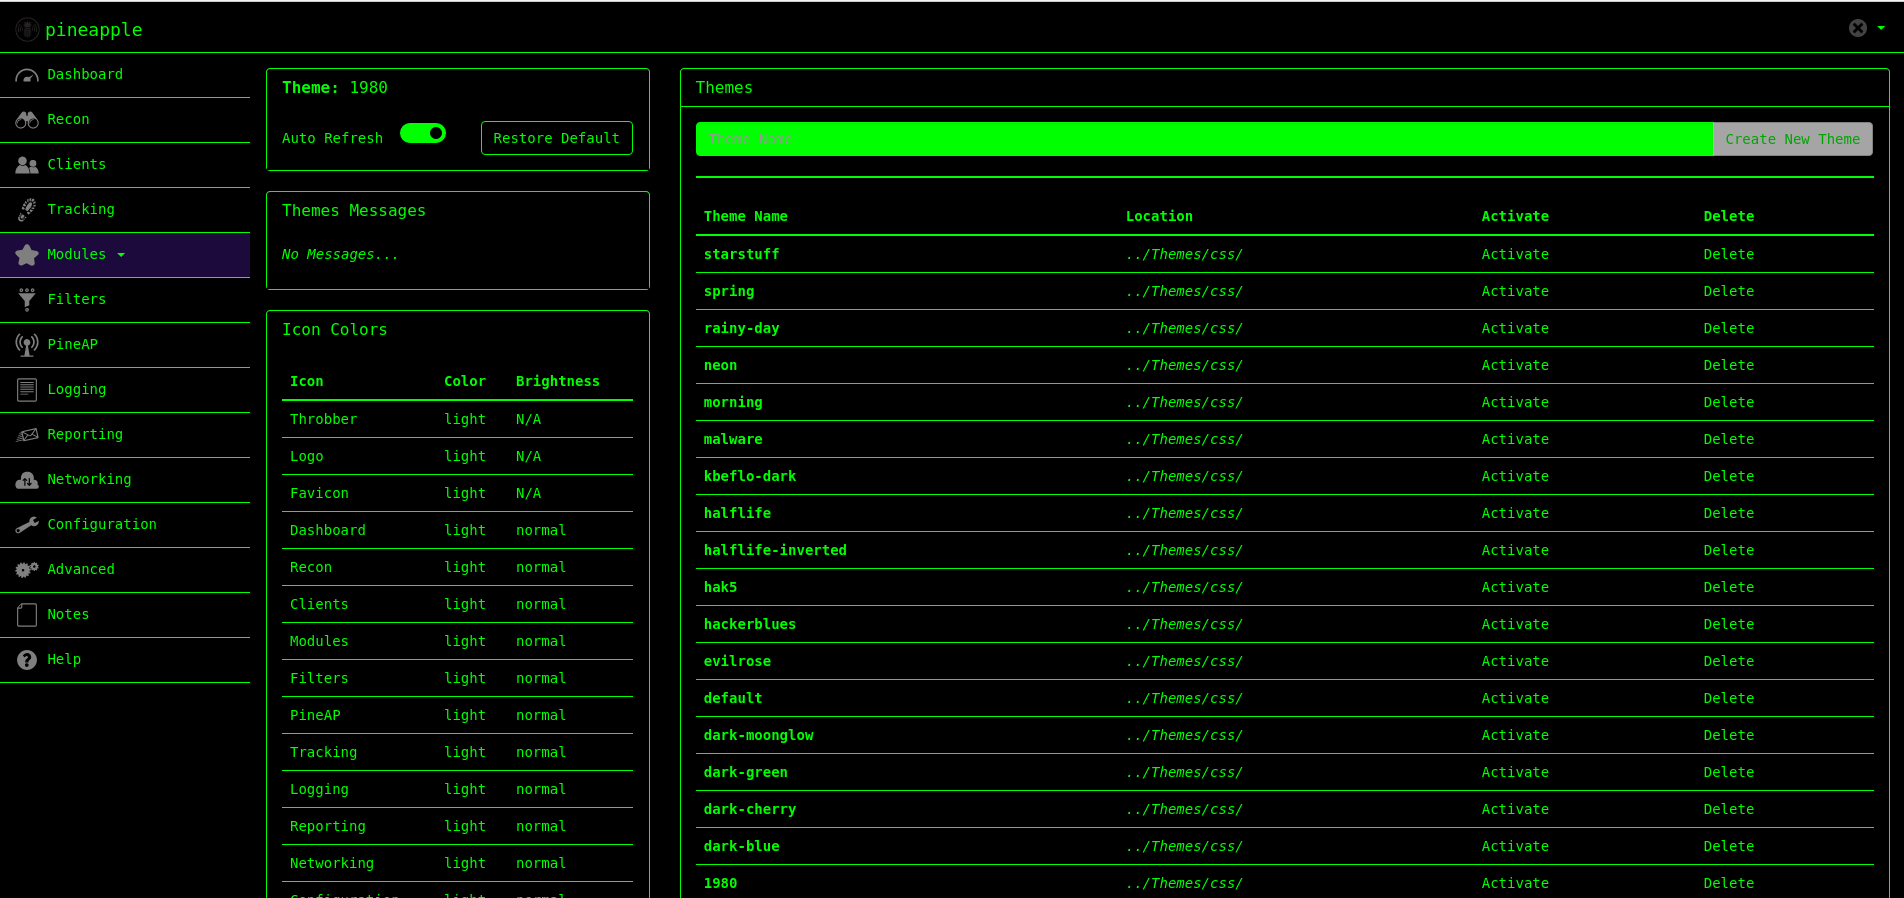 pineapple
Dashboard
Recon
Clients
Tracking
Modules
Filters
PineAP
Logging
Reporting
Networking
Configuration
Advanced
Notes
Help
Theme: 1980
Auto Refresh Restore Default
Themes Messages
No Messages...
Icon Colors
Icon Color Brightness
Throbber light N/A
Logo light N/A
Favicon light N/A
Dashboard light normal
Recon light normal
Clients light normal
Modules light normal
Filters light normal
PineAP light normal
Tracking light normal
Logging light normal
Reporting light normal
Networking light normal
Configuration light normal
Themes
Theme Name Create New Theme
Theme Name Location Activate Delete
starstuff ../Themes/css/ Activate Delete
spring ../Themes/css/ Activate Delete
rainy-day ../Themes/css/ Activate Delete
neon ../Themes/css/ Activate Delete
morning ../Themes/css/ Activate Delete
malware ../Themes/css/ Activate Delete
kbeflo-dark ../Themes/css/ Activate Delete
halflife ../Themes/css/ Activate Delete
halflife-inverted ../Themes/css/ Activate Delete
hak5 ../Themes/css/ Activate Delete
hackerblues ../Themes/css/ Activate Delete
evilrose ../Themes/css/ Activate Delete
default ../Themes/css/ Activate Delete
dark-moonglow ../Themes/css/ Activate Delete
dark-green ../Themes/css/ Activate Delete
dark-cherry ../Themes/css/ Activate Delete
dark-blue ../Themes/css/ Activate Delete
1980 ../Themes/css/ Activate Delete